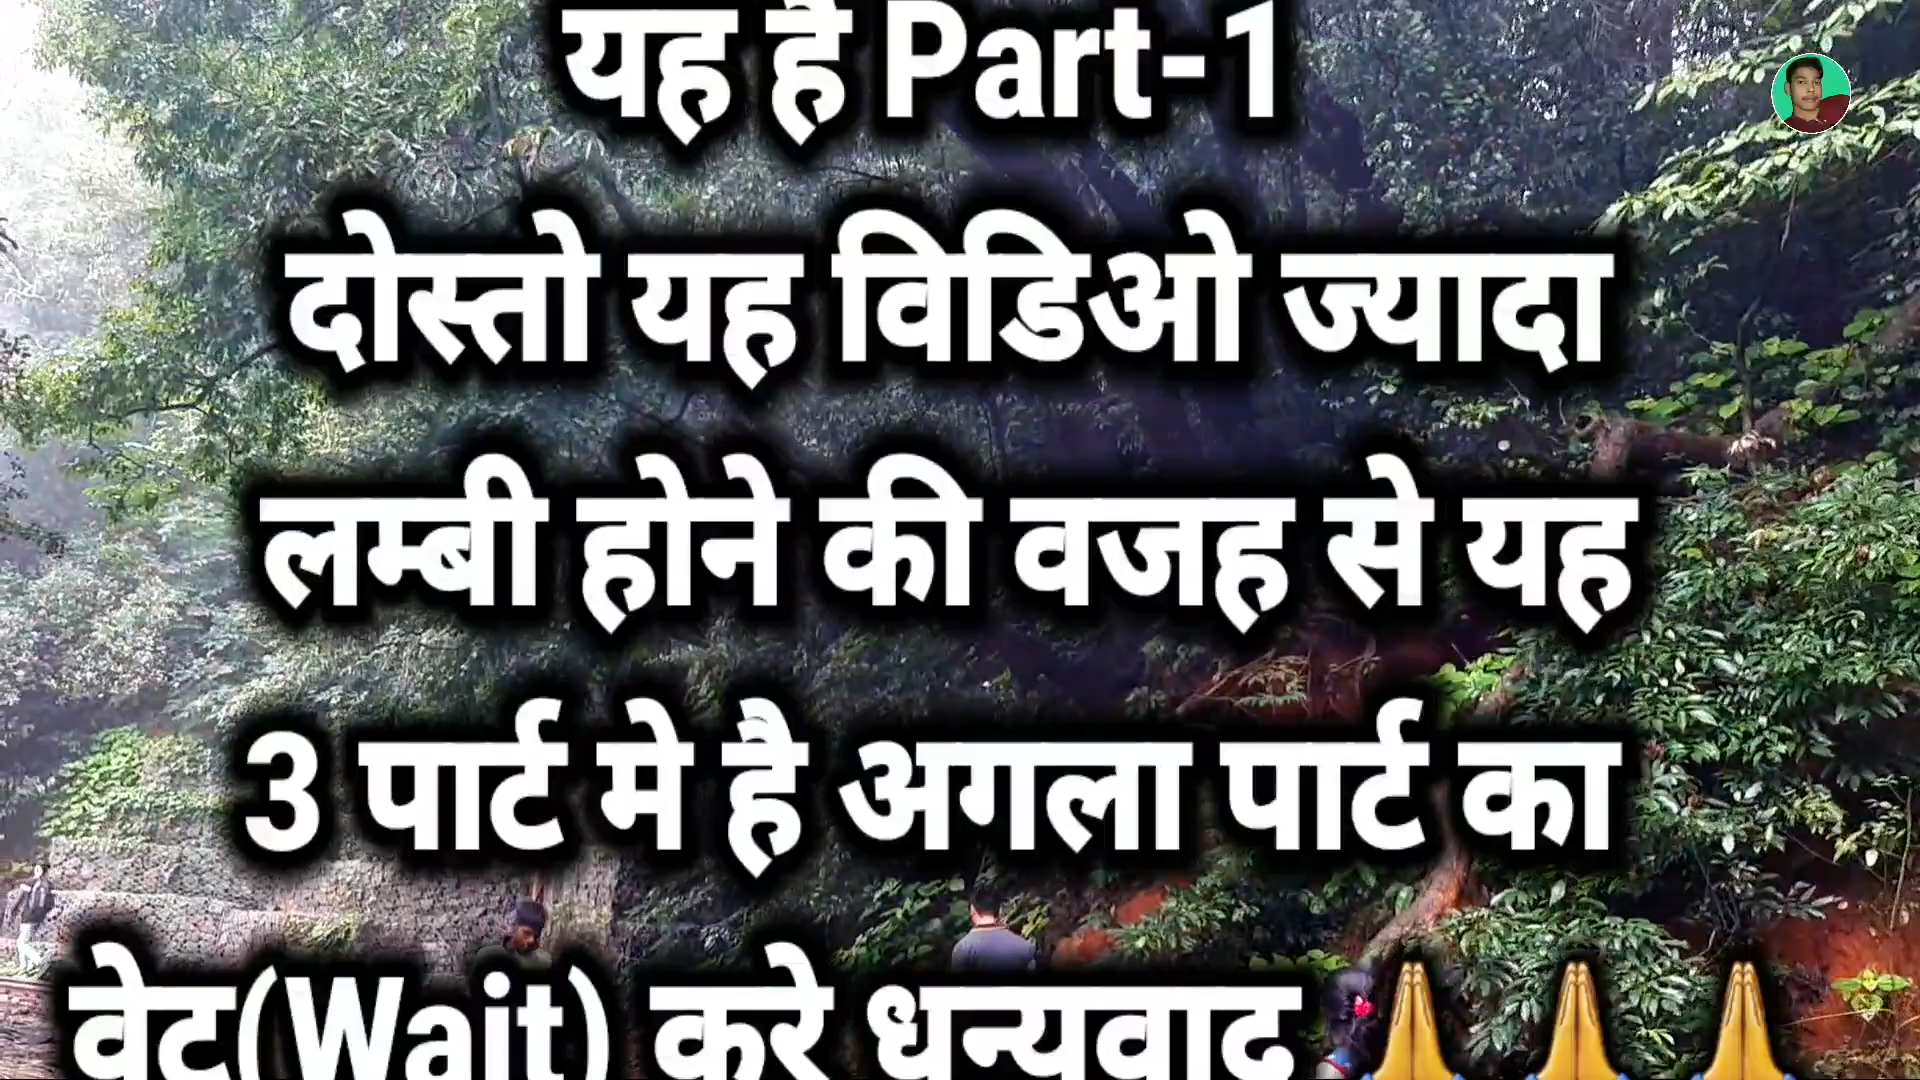 यह है Part-1
दोस्तो यह विडिओ ज्यादा
लम्बी होने की वजह से यह
3 पार्ट मे है अगला पार्ट का
वेट(Wait) करे धन्यवाद🙏🙏🙏